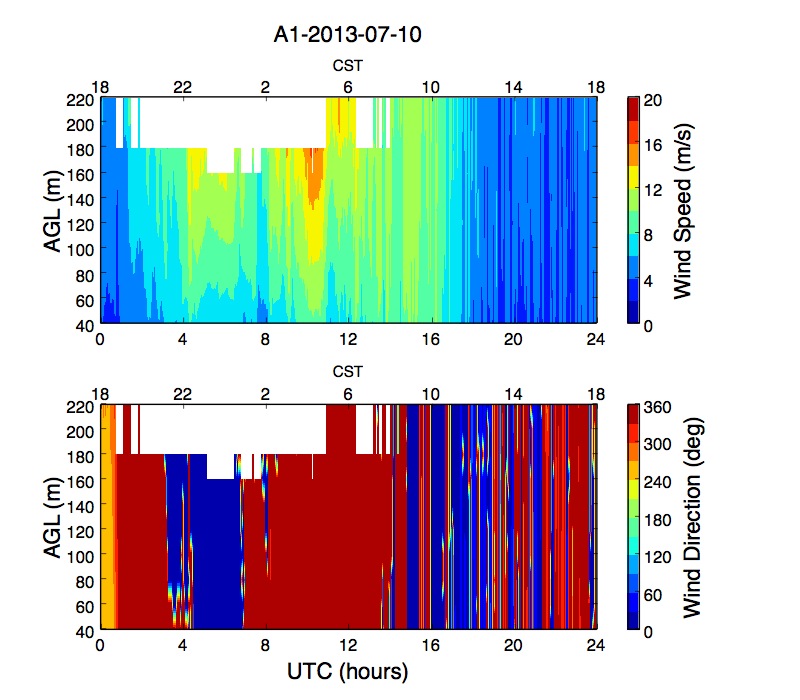 A1-2013-07-10
CST
18 22 2 6 10 14 18
220
200
180
160
140
120
100
80
60
40
AGL (m)
0 4 8 12 16 20 24
20
16
12
8
4
0
Wind Speed (m/s)
CST
18 22 2 6 10 14 18
220
200
180
160
140
120
100
80
60
40
AGL (m)
0 4 8 12 16 20 24
UTC (hours)
360
300
240
180
120
60
0
Wind Direction (deg)